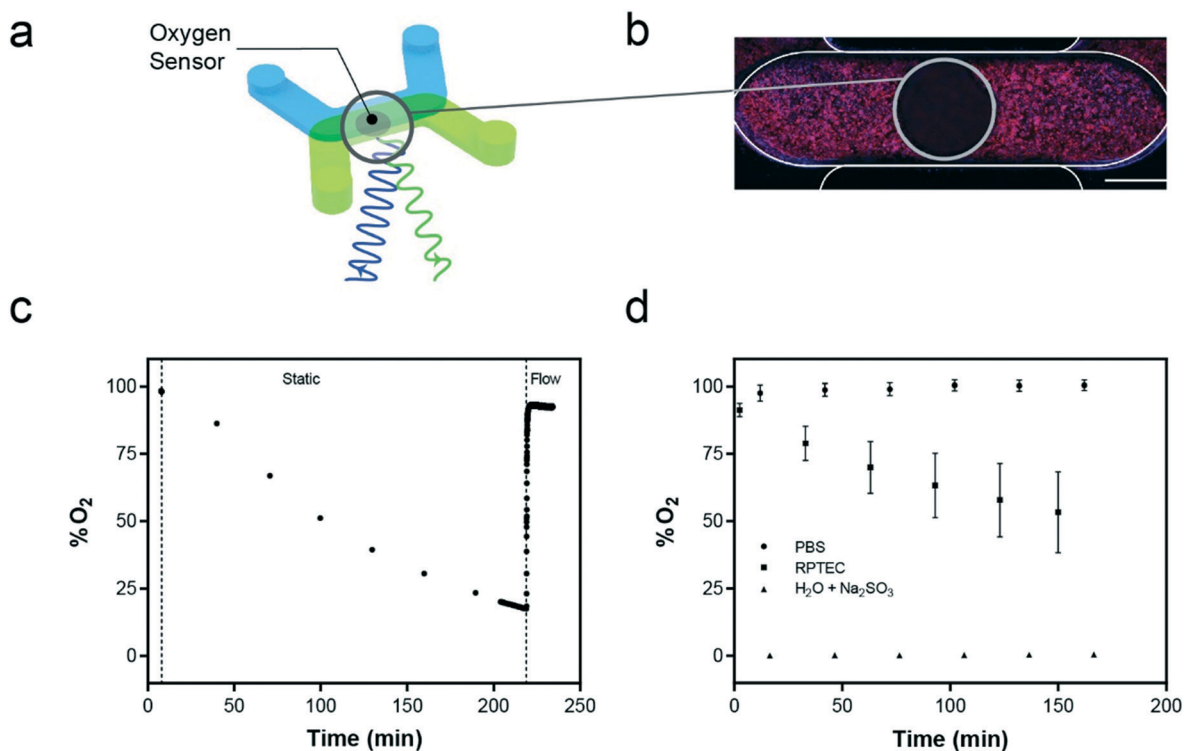 a
Oxygen
Sensor
b
c
%O₂
100
75
50
25
0
Static
Flow
0
50
100
150
200
250
Time (min)
d
%O₂
100
75
50
25
0
PBS
RPTEC
H₂O + Na₂SO₃
0
50
100
150
200
Time (min)